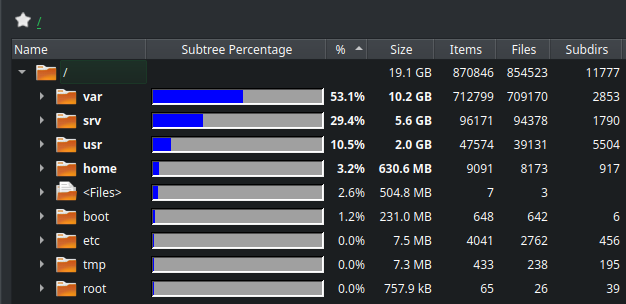 /
Name Subtree Percentage % Size Items Files Subdirs
/ 19.1 GB 870846 854523 11777
var 53.1% 10.2 GB 712799 709170 2853
srv 29.4% 5.6 GB 96171 94378 1790
usr 10.5% 2.0 GB 47574 39131 5504
home 3.2% 630.6 MB 9091 8173 917
<Files> 2.6% 504.8 MB 7 3
boot 1.2% 231.0 MB 648 642 6
etc 0.0% 7.5 MB 4041 2762 456
tmp 0.0% 7.3 MB 433 238 195
root 0.0% 757.9 kB 65 26 39